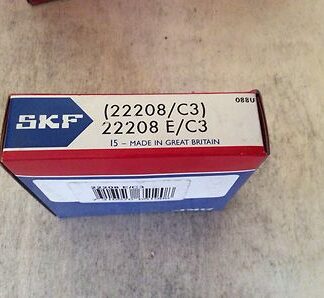 088U
SKF
(22208/C3)
22208 E/C3
15 - MADE IN GREAT BRITAIN